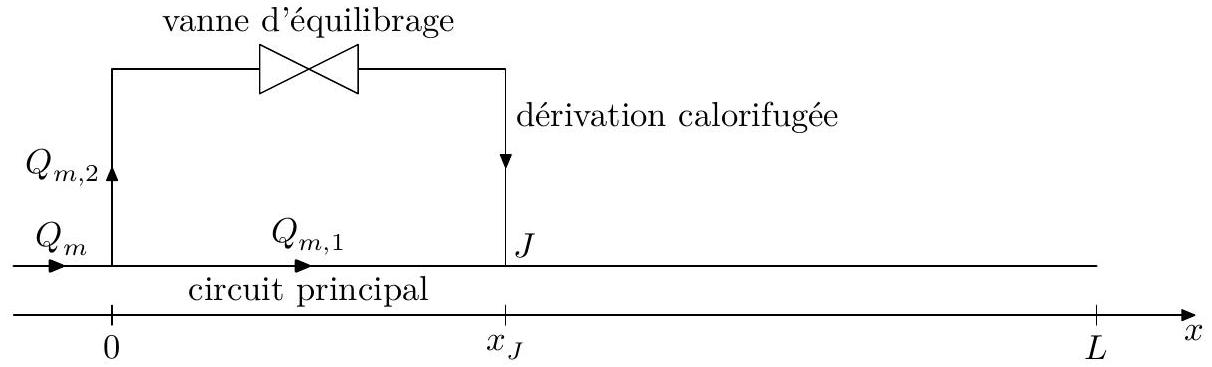 vanne d'équilibrage
dérivation calorifugée
$Q_{m,2}$
$Q_m$
$Q_{m,1}$
$J$
circuit principal
$0$
$x_J$
$L$
$x$